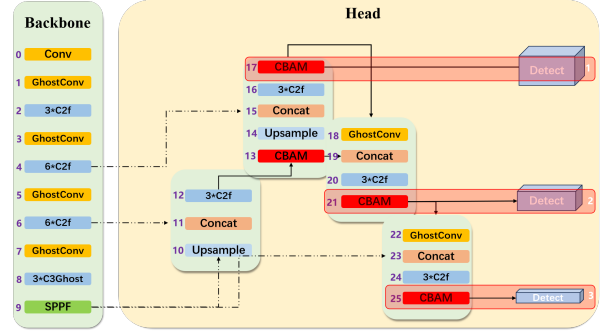 Backbone
0 Conv
1 GhostConv
2 3*C2f
3 GhostConv
4 6*C2f
5 GhostConv
6 6*C2f
7 GhostConv
8 3*C3Ghost
9 SPPF
Head
17 CBAM
16 3*C2f
15 Concat
14 Upsample
13 CBAM
12 3*C2f
11 Concat
10 Upsample
18 GhostConv
19 Concat
20 3*C2f
21 CBAM
22 GhostConv
23 Concat
24 3*C2f
25 CBAM
Detect 1
Detect 2
Detect 3